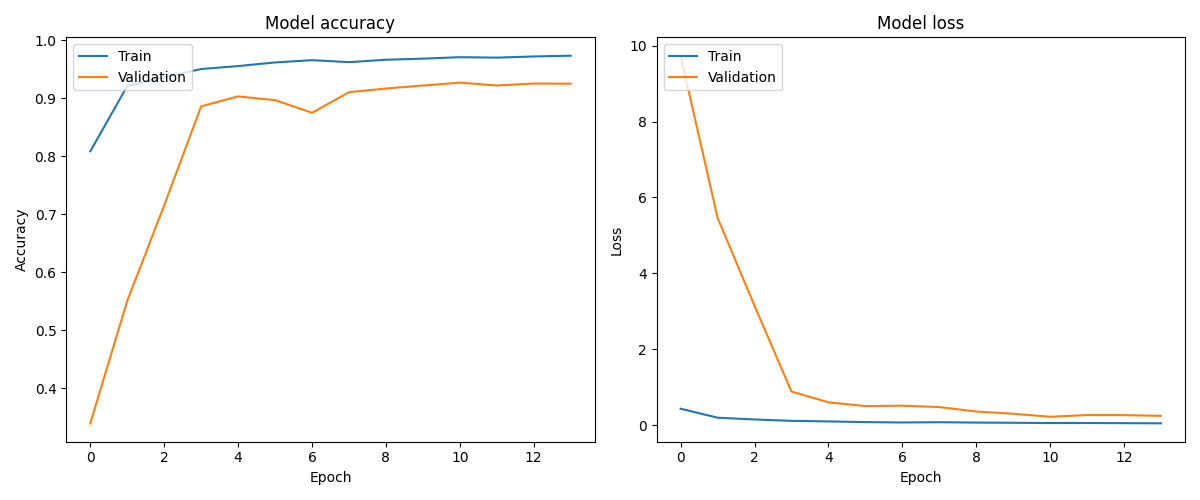 Model accuracy
Train
Validation
1.0
0.9
0.8
0.7
0.6
0.5
0.4
Accuracy
0 2 4 6 8 10 12
Epoch
Model loss
Train
Validation
10
8
6
4
2
0
Loss
0 2 4 6 8 10 12
Epoch